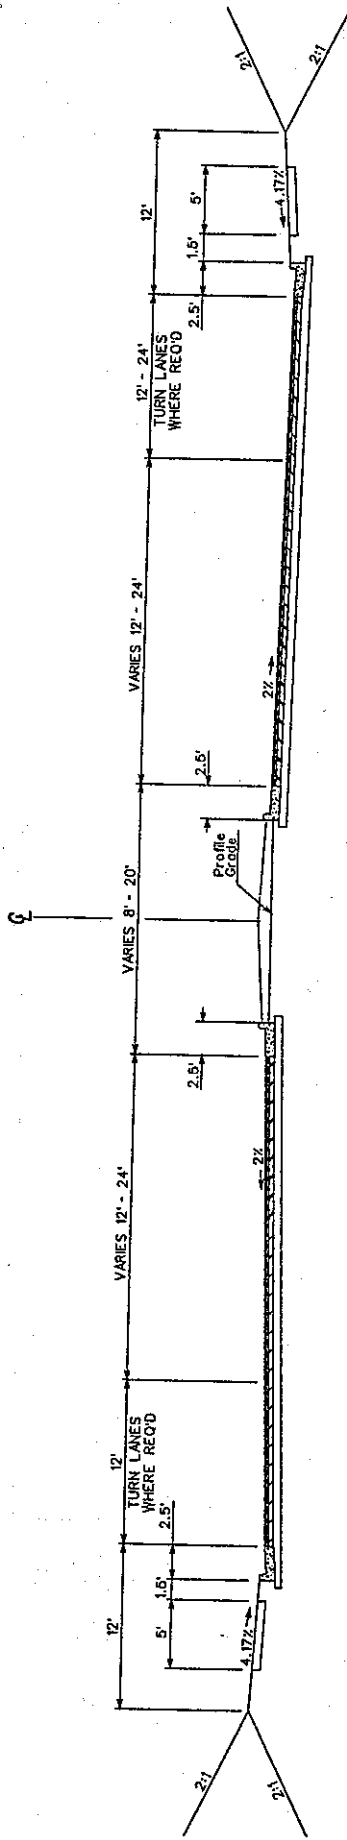 ℄
2:1
2:1
12'
5'
1.5'
2.5'
4.17%
12'
TURN LANES
WHERE REQ'D
VARIES 12' - 24'
2%
2.5'
VARIES 8' - 20'
Profile
Grade
2.5'
VARIES 12' - 24'
2%
12' - 24'
TURN LANES
WHERE REQ'D
12'
2.5'
1.5'
5'
4.17%
2:1
2:1